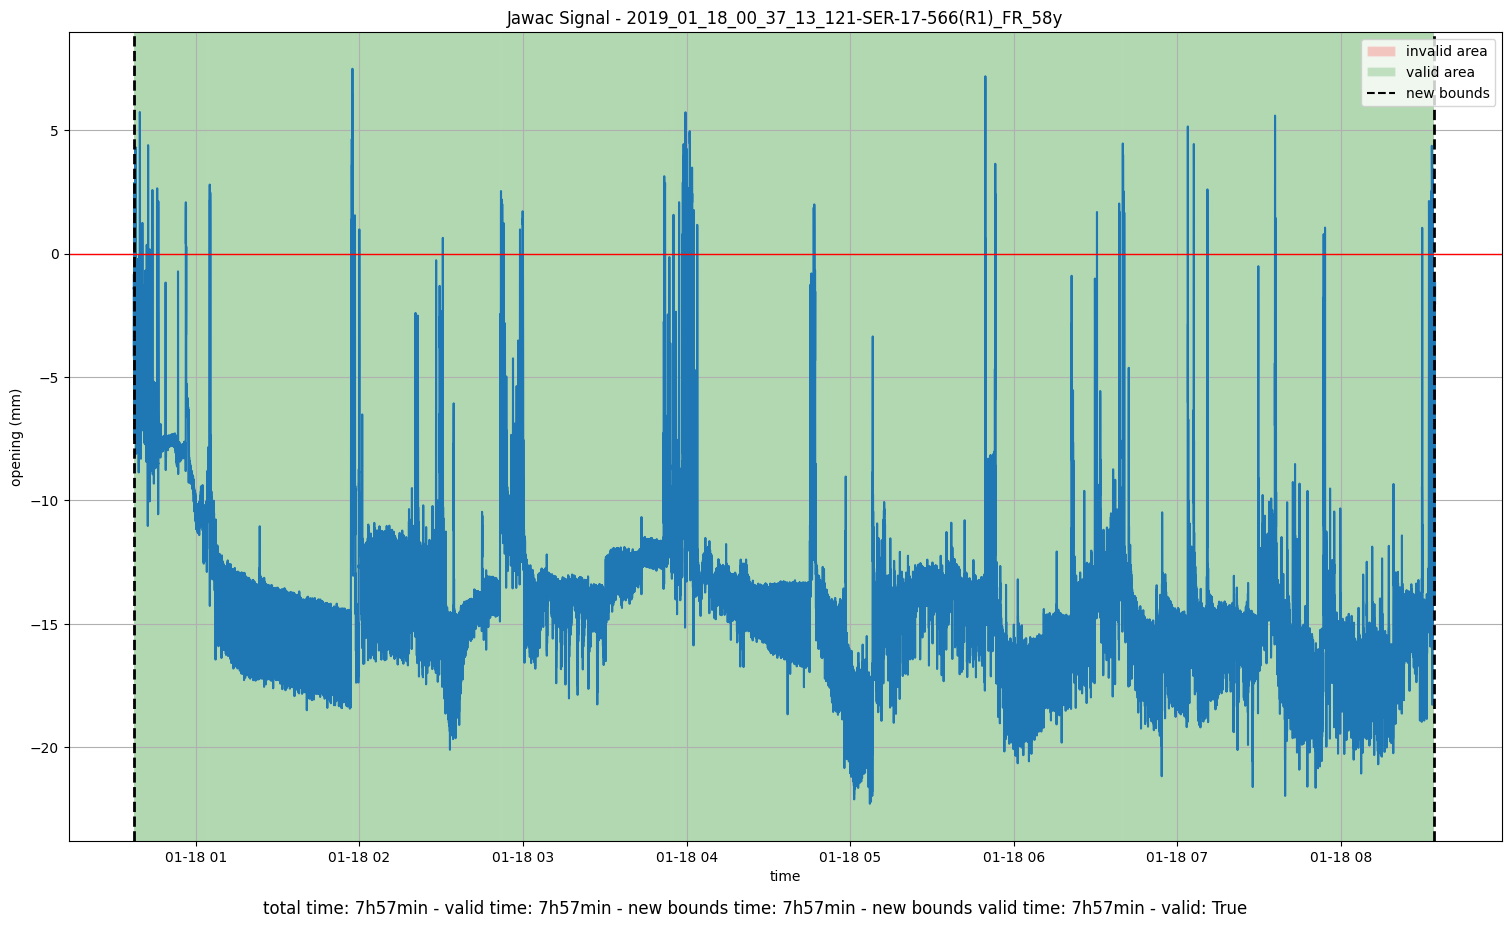 Jawac Signal - 2019_01_18_00_37_13_121-SER-17-566(R1)_FR_58y
invalid area
valid area
new bounds
5
0
−5
−10
−15
−20
opening (mm)
01-18 01
01-18 02
01-18 03
01-18 04
01-18 05
01-18 06
01-18 07
01-18 08
time
total time: 7h57min - valid time: 7h57min - new bounds time: 7h57min - new bounds valid time: 7h57min - valid: True